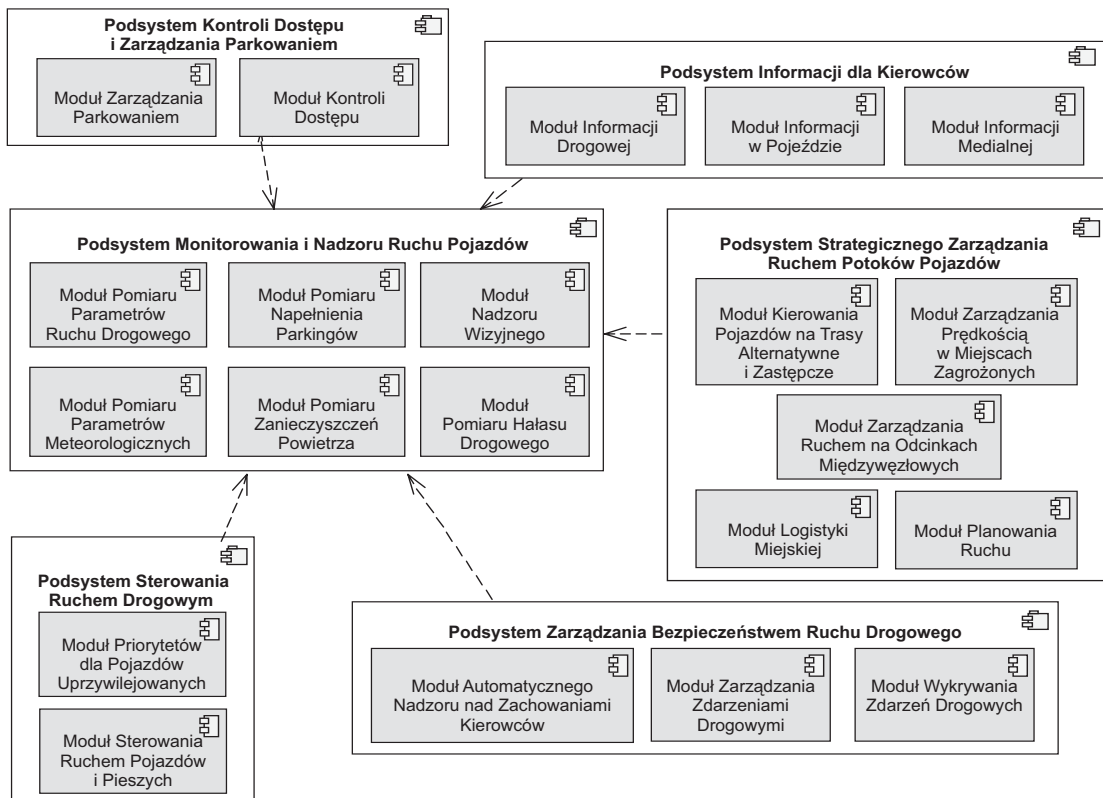 Podsystem Kontroli Dostępu
i Zarządzania Parkowaniem
Moduł Zarządzania
Parkowaniem
Moduł Kontroli
Dostępu
Podsystem Informacji dla Kierowców
Moduł Informacji
Drogowej
Moduł Informacji
w Pojeździe
Moduł Informacji
Medialnej
Podsystem Monitorowania i Nadzoru Ruchu Pojazdów
Moduł Pomiaru
Parametrów
Ruchu Drogowego
Moduł Pomiaru
Napełnienia
Parkingów
Moduł
Nadzoru
Wizyjnego
Moduł Pomiaru
Parametrów
Meteorologicznych
Moduł Pomiaru
Zanieczyszczeń
Powietrza
Moduł
Pomiaru Hałasu
Drogowego
Podsystem Strategicznego Zarządzania
Ruchem Potoków Pojazdów
Moduł Kierowania
Pojazdów na Trasy
Alternatywne
i Zastępcze
Moduł Zarządzania
Prędkością
w Miejscach
Zagrożonych
Moduł Zarządzania
Ruchem na Odcinkach
Międzywęzłowych
Moduł Logistyki
Miejskiej
Moduł Planowania
Ruchu
Podsystem Sterowania
Ruchem Drogowym
Moduł Priorytetów
dla Pojazdów
Uprzywilejowanych
Moduł Sterowania
Ruchem Pojazdów
i Pieszych
Podsystem Zarządzania Bezpieczeństwem Ruchu Drogowego
Moduł Automatycznego
Nadzoru nad Zachowaniami
Kierowców
Moduł Zarządzania
Zdarzeniami
Drogowymi
Moduł Wykrywania
Zdarzeń Drogowych